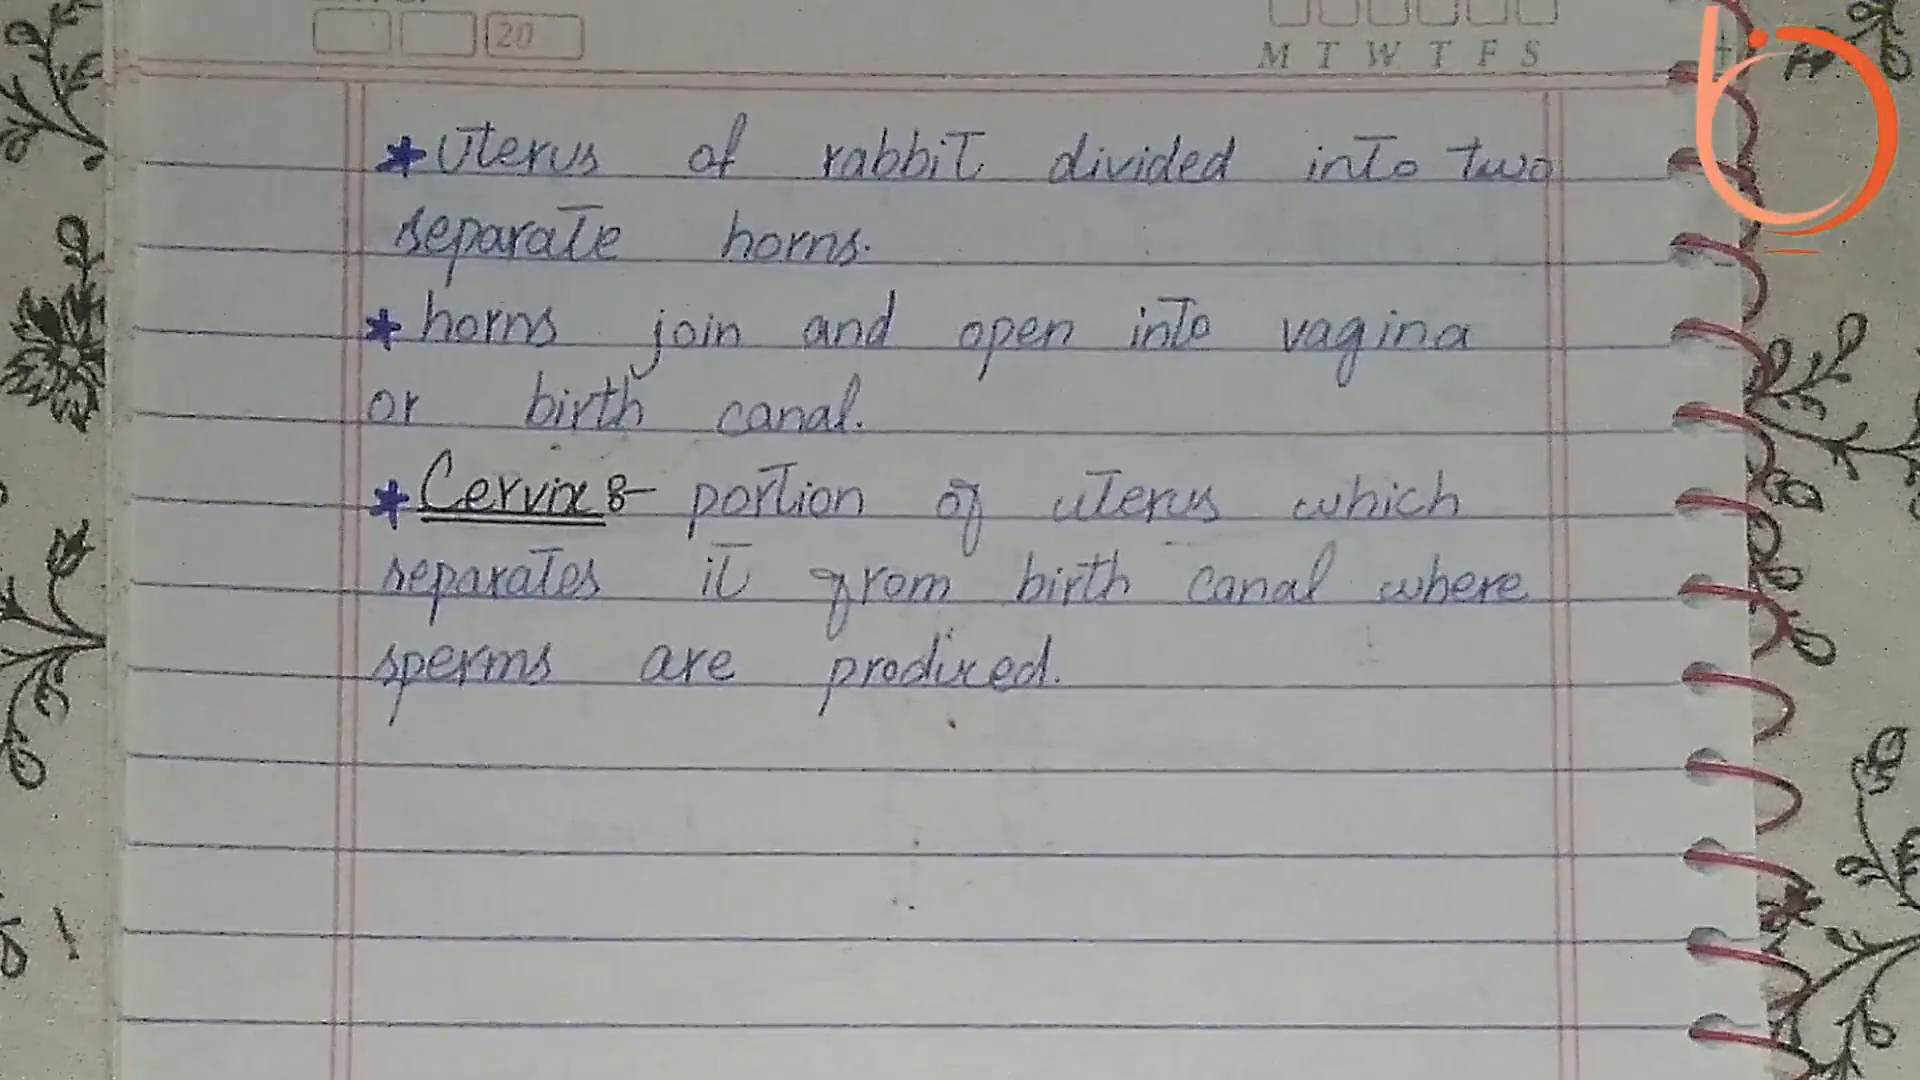 20
M T W T F S
* Uterus of rabbit divided into two
separate horns.
* horns join and open into vagina
or birth canal.
* Cervix :- portion of uterus which
separates it from birth canal where
sperms are produced.